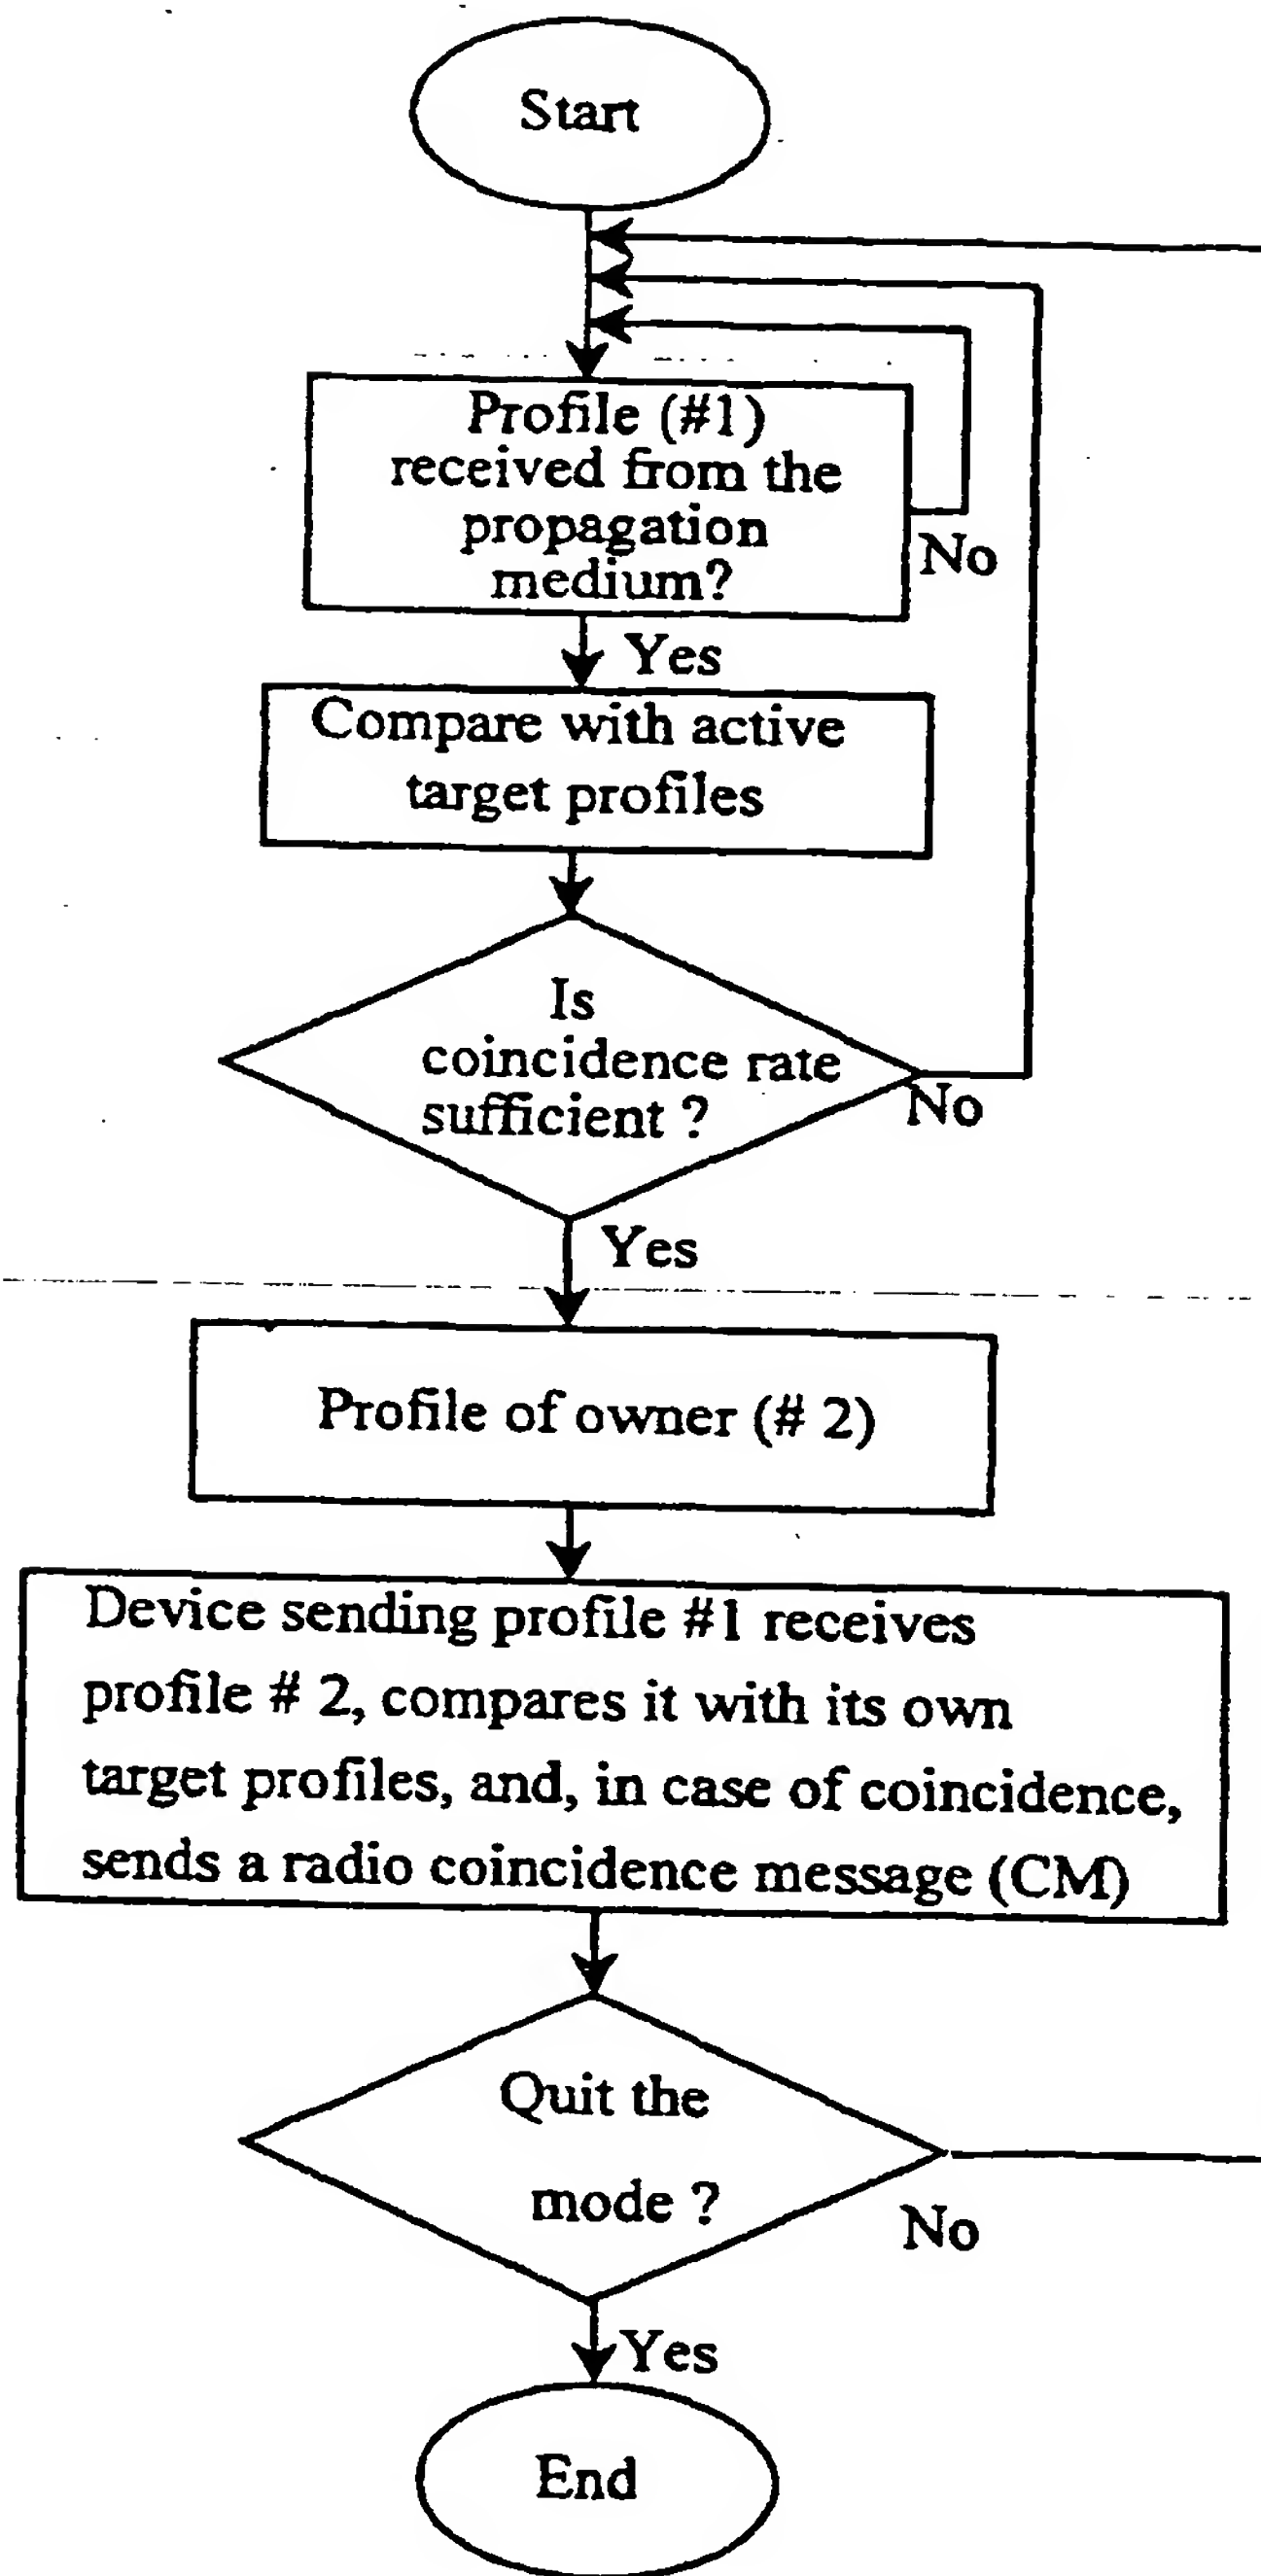 Start
Profile (#1)
received from the
propagation
medium?
No
Yes
Compare with active
target profiles
Is
coincidence rate
sufficient ?
No
Yes
Profile of owner (# 2)
Device sending profile #1 receives
profile # 2, compares it with its own
target profiles, and, in case of coincidence,
sends a radio coincidence message (CM)
Quit the
mode ?
No
Yes
End